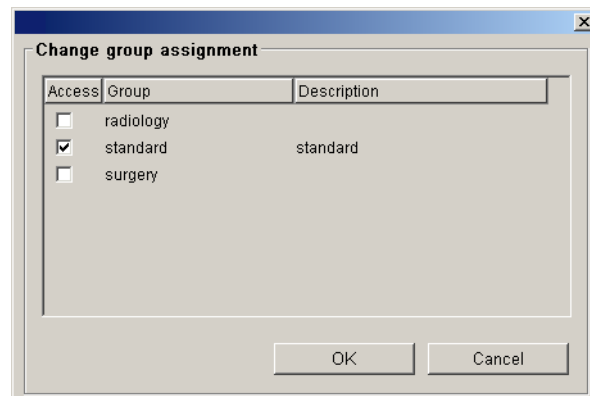 Change group assignment
Access Group Description
radiology
standard standard
surgery
OK Cancel